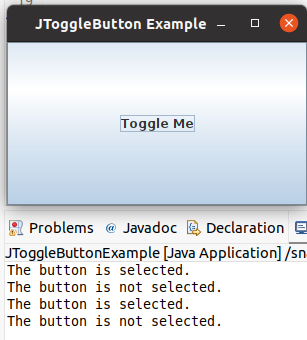 JToggleButton Example
Toggle Me
Problems @ Javadoc Declaration
JToggleButtonExample [Java Application] /sna
The button is selected.
The button is not selected.
The button is selected.
The button is not selected.